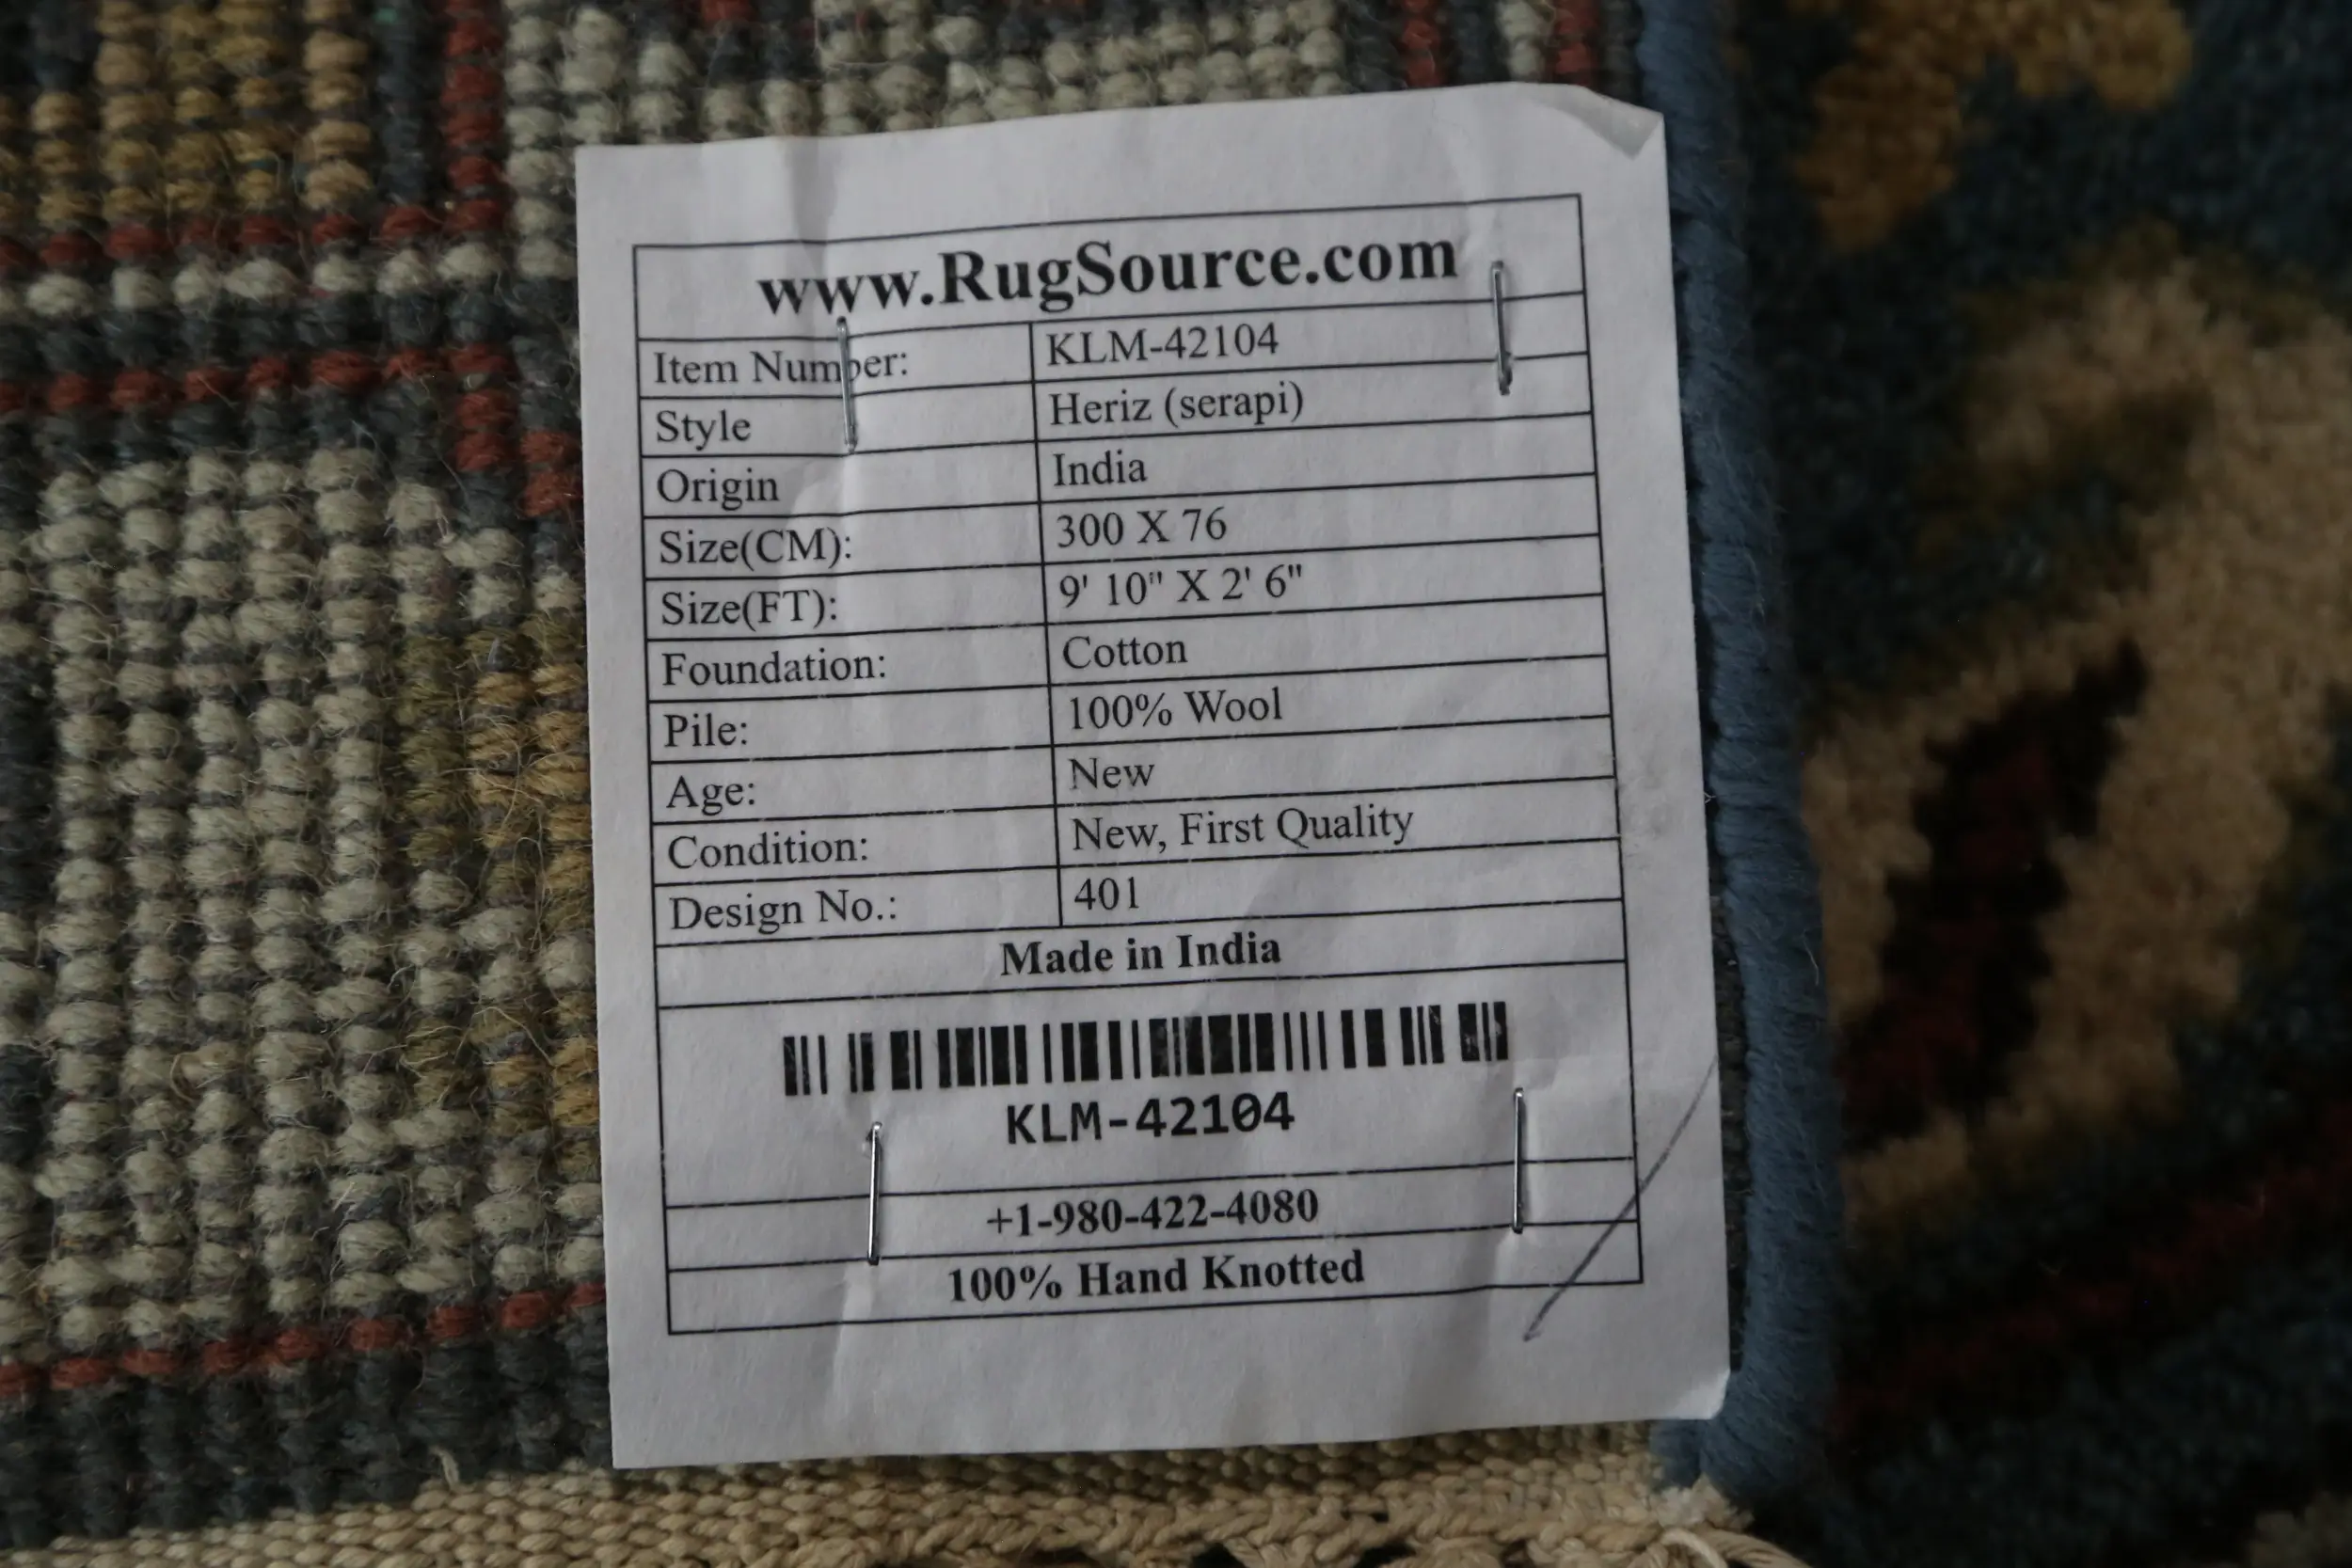 www.RugSource.com
Item Number: KLM-42104
Style Heriz (serapi)
Origin India
Size(CM): 300 X 76
Size(FT): 9' 10" X 2' 6"
Foundation: Cotton
Pile: 100% Wool
Age: New
Condition: New, First Quality
Design No.: 401
Made in India
KLM-42104
+1-980-422-4080
100% Hand Knotted